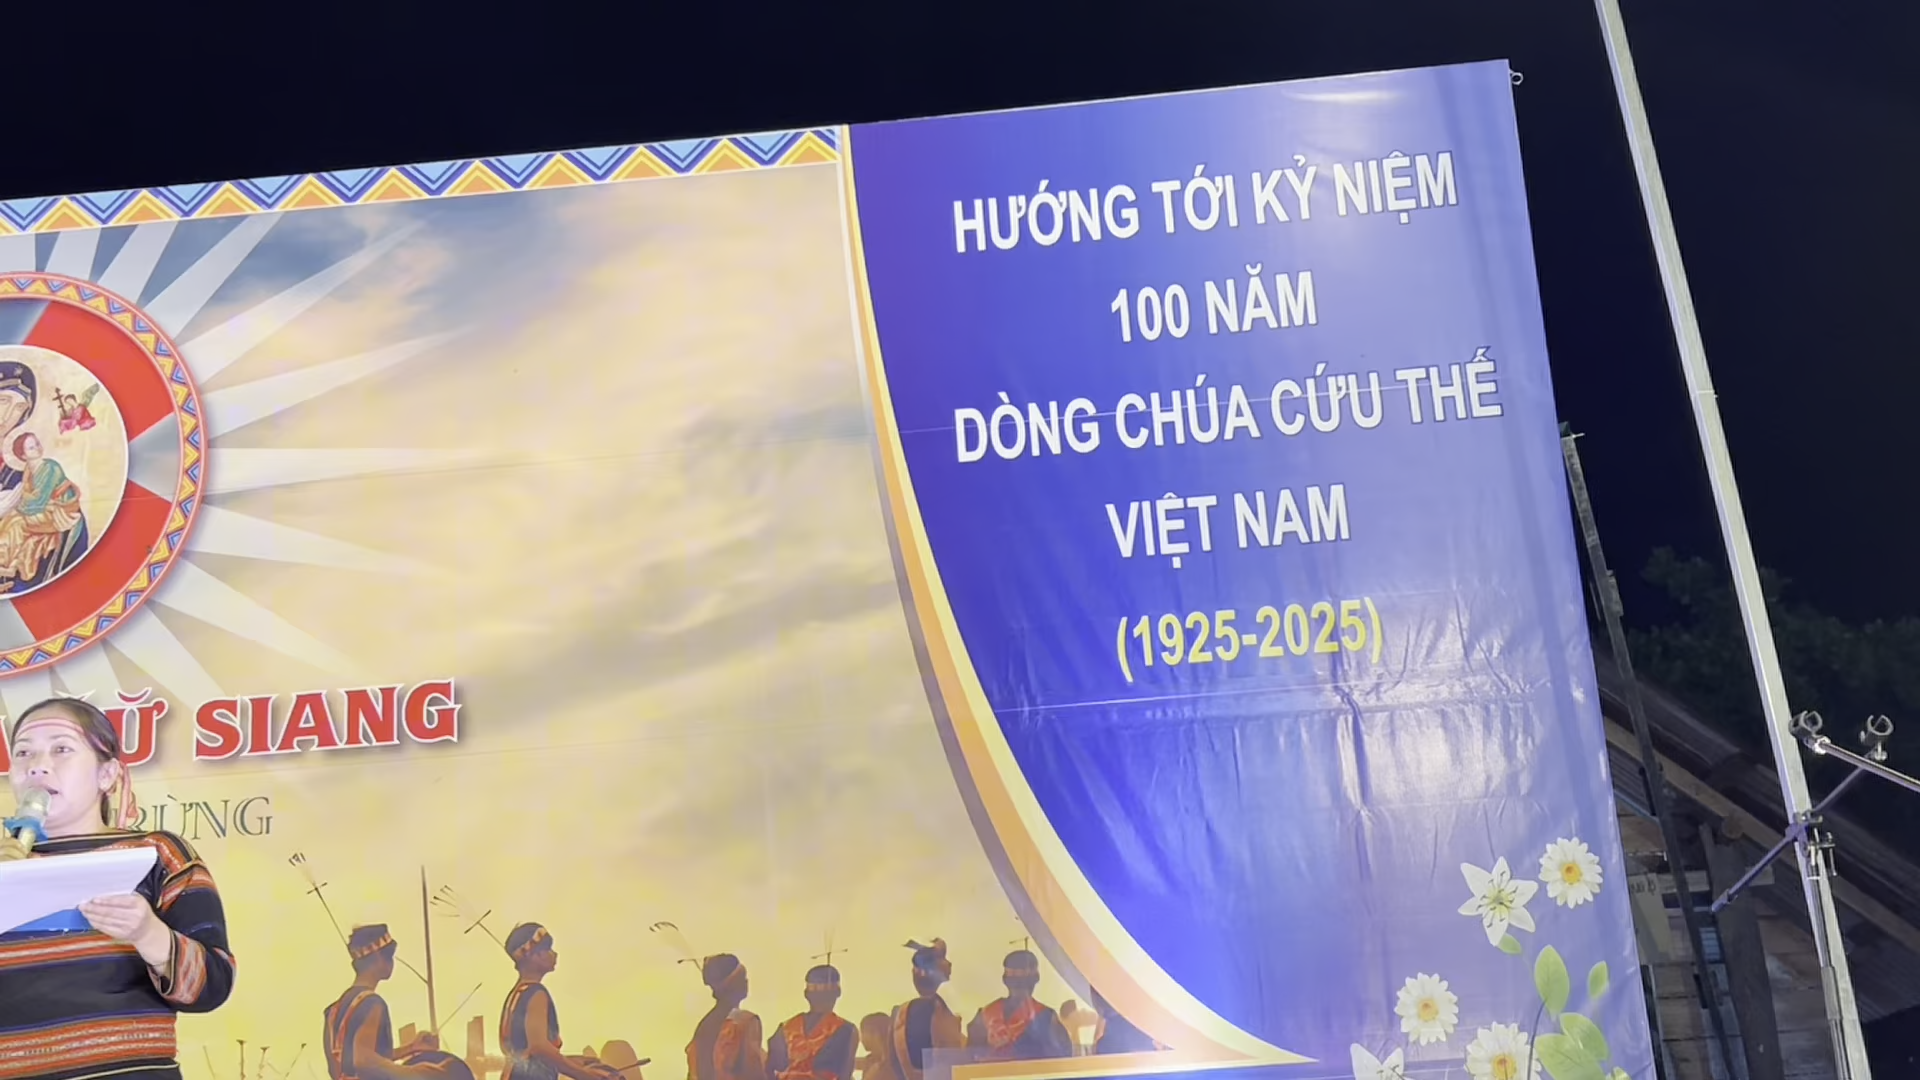 HƯỚNG TỚI KỶ NIỆM
100 NĂM
DÒNG CHÚA CỨU THẾ
VIỆT NAM
(1925-2025)
SIANG